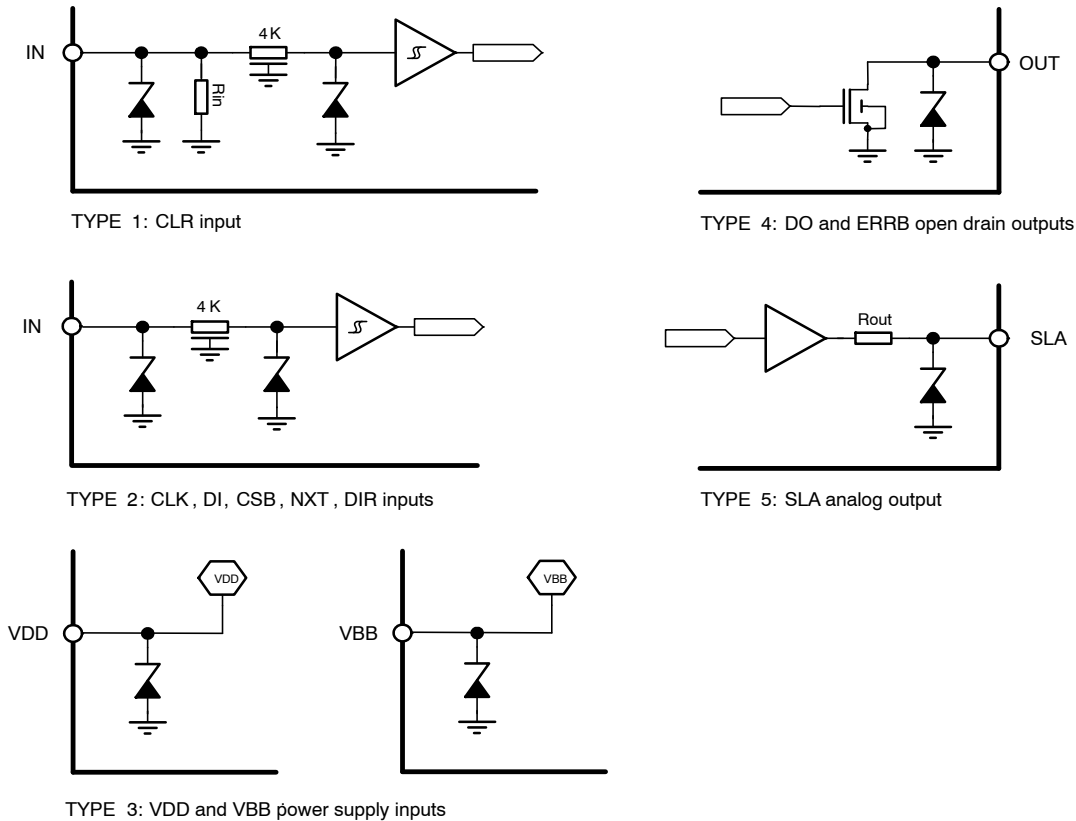 IN
4K
Rin
TYPE 1: CLR input
OUT
TYPE 4: DO and ERRB open drain outputs
IN
4K
TYPE 2: CLK, DI, CSB, NXT, DIR inputs
Rout
SLA
TYPE 5: SLA analog output
VDD
VDD
VBB
VBB
TYPE 3: VDD and VBB power supply inputs